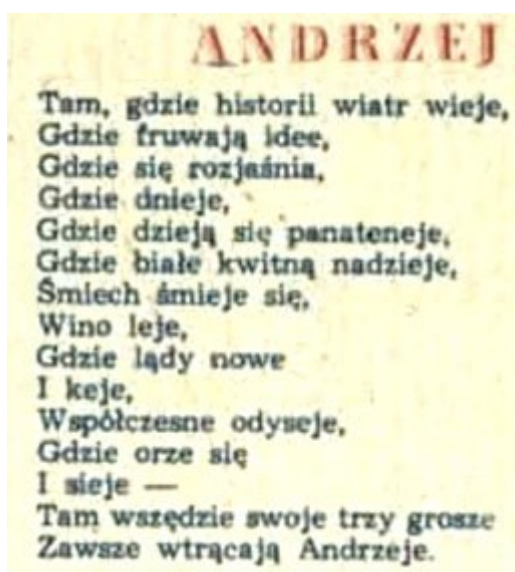 ANDRZEJ
Tam, gdzie historii wiatr wieje,
Gdzie fruwają idee,
Gdzie się rozjaśnia,
Gdzie dnieje,
Gdzie dzieją się panateneje,
Gdzie białe kwitną nadzieje,
Śmiech śmieje się,
Wino leje,
Gdzie lądy nowe
I keje,
Współczesne odyseje,
Gdzie orze się
I sieje —
Tam wszędzie swoje trzy grosze
Zawsze wtrącają Andrzeje.